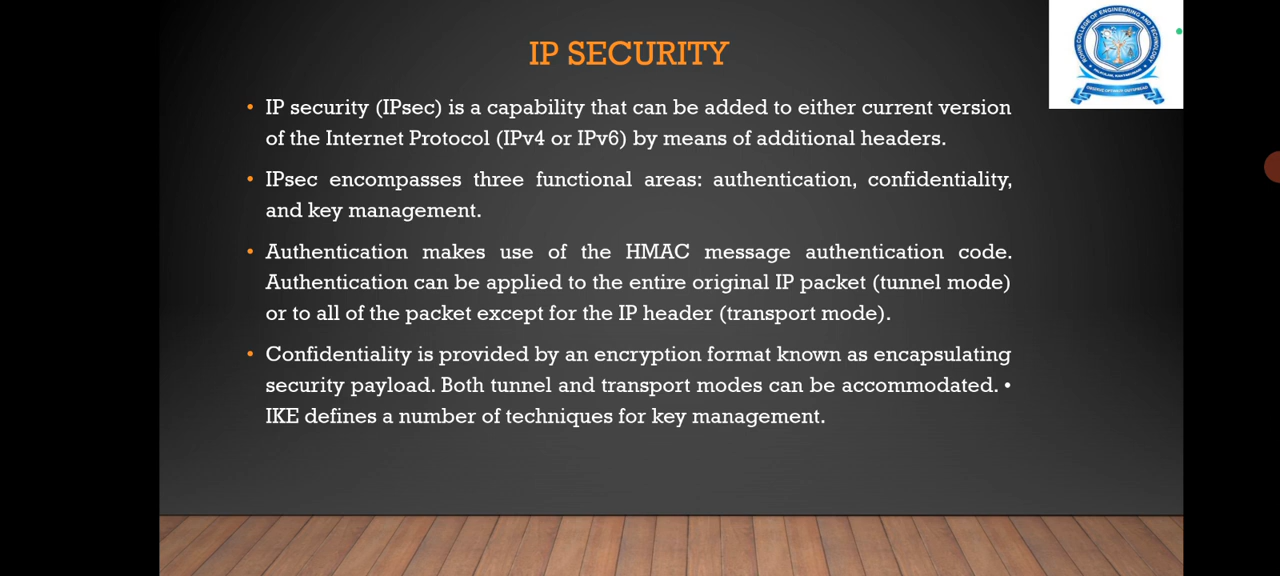 IP SECURITY
• IP security (IPsec) is a capability that can be added to either current version
of the Internet Protocol (IPv4 or IPv6) by means of additional headers.
• IPsec encompasses three functional areas: authentication, confidentiality,
and key management.
• Authentication makes use of the HMAC message authentication code.
Authentication can be applied to the entire original IP packet (tunnel mode)
or to all of the packet except for the IP header (transport mode).
• Confidentiality is provided by an encryption format known as encapsulating
security payload. Both tunnel and transport modes can be accommodated. •
IKE defines a number of techniques for key management.
COLLEGE OF ENGINEERING AND TECHNOLOGY